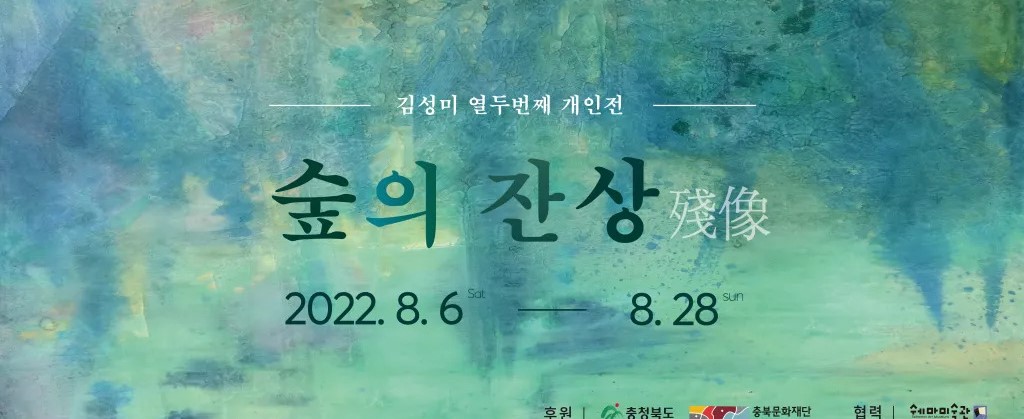 김성미 열두번째 개인전
숲의 잔상 殘像
2022. 8. 6 Sat — 8. 28 sun
후원 | 충청북도 충북문화재단 협력 | 쉐마미술관